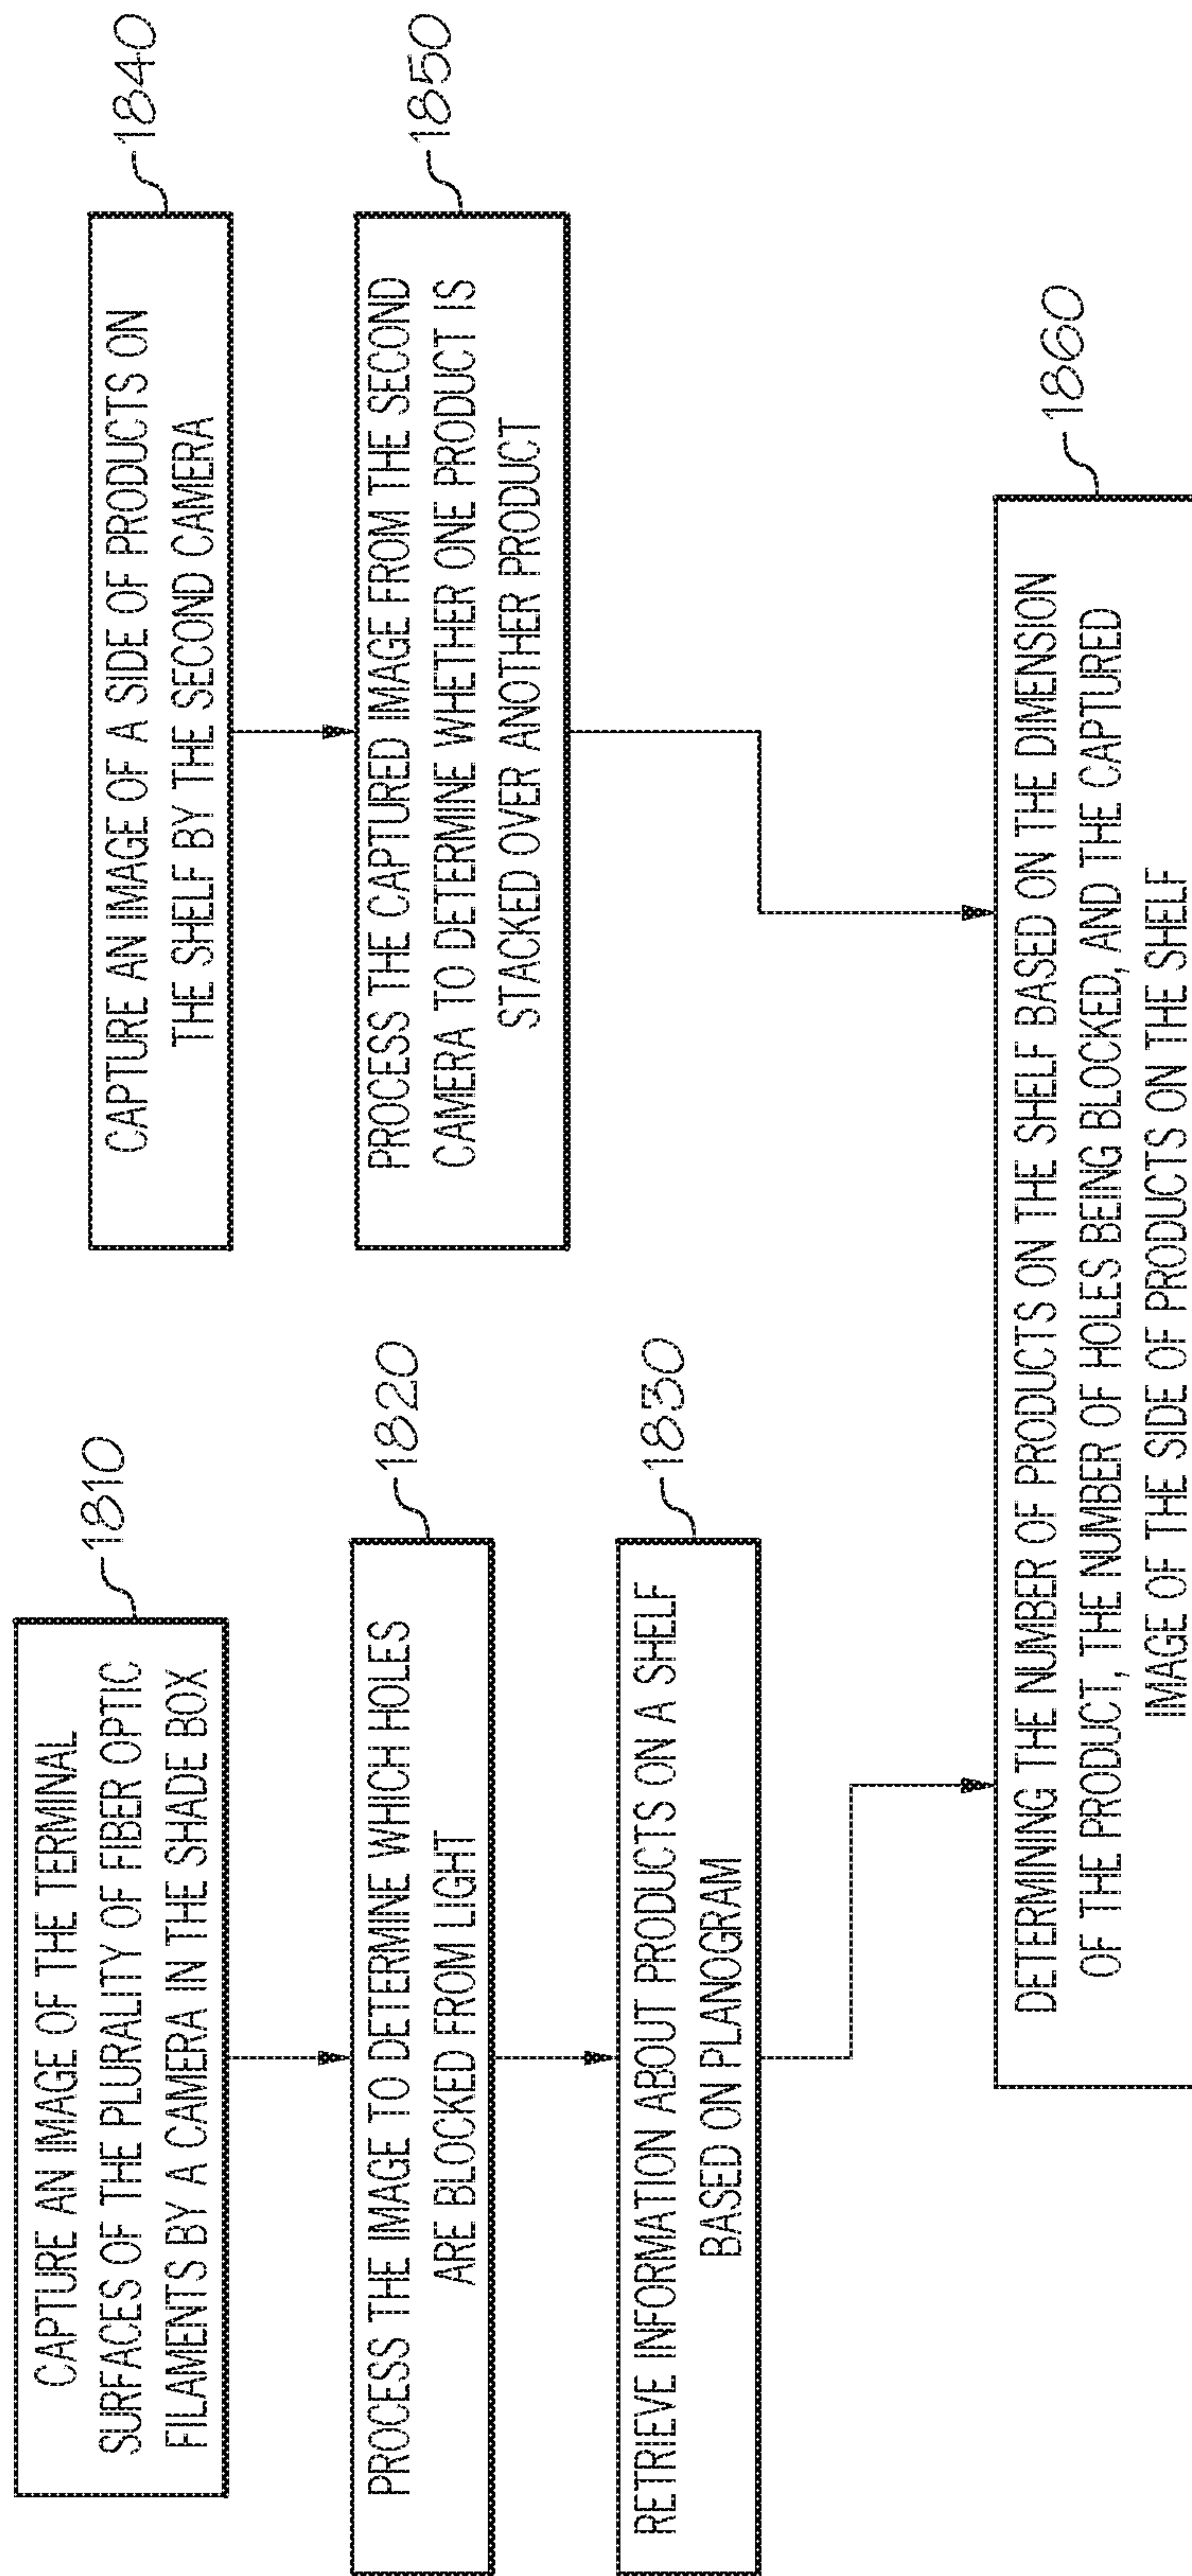 CAPTURE AN IMAGE OF THE TERMINAL
SURFACES OF THE PLURALITY OF FIBER OPTIC
FILAMENTS BY A CAMERA IN THE SHADE BOX
1810
PROCESS THE IMAGE TO DETERMINE WHICH HOLES
ARE BLOCKED FROM LIGHT
1820
RETRIEVE INFORMATION ABOUT PRODUCTS ON A SHELF
BASED ON PLANOGRAM
1830
CAPTURE AN IMAGE OF A SIDE OF PRODUCTS ON
THE SHELF BY THE SECOND CAMERA
1840
PROCESS THE CAPTURED IMAGE FROM THE SECOND
CAMERA TO DETERMINE WHETHER ONE PRODUCT IS
STACKED OVER ANOTHER PRODUCT
1850
DETERMINING THE NUMBER OF PRODUCTS ON THE SHELF BASED ON THE DIMENSION
OF THE PRODUCT, THE NUMBER OF HOLES BEING BLOCKED, AND THE CAPTURED
IMAGE OF THE SIDE OF PRODUCTS ON THE SHELF
1860